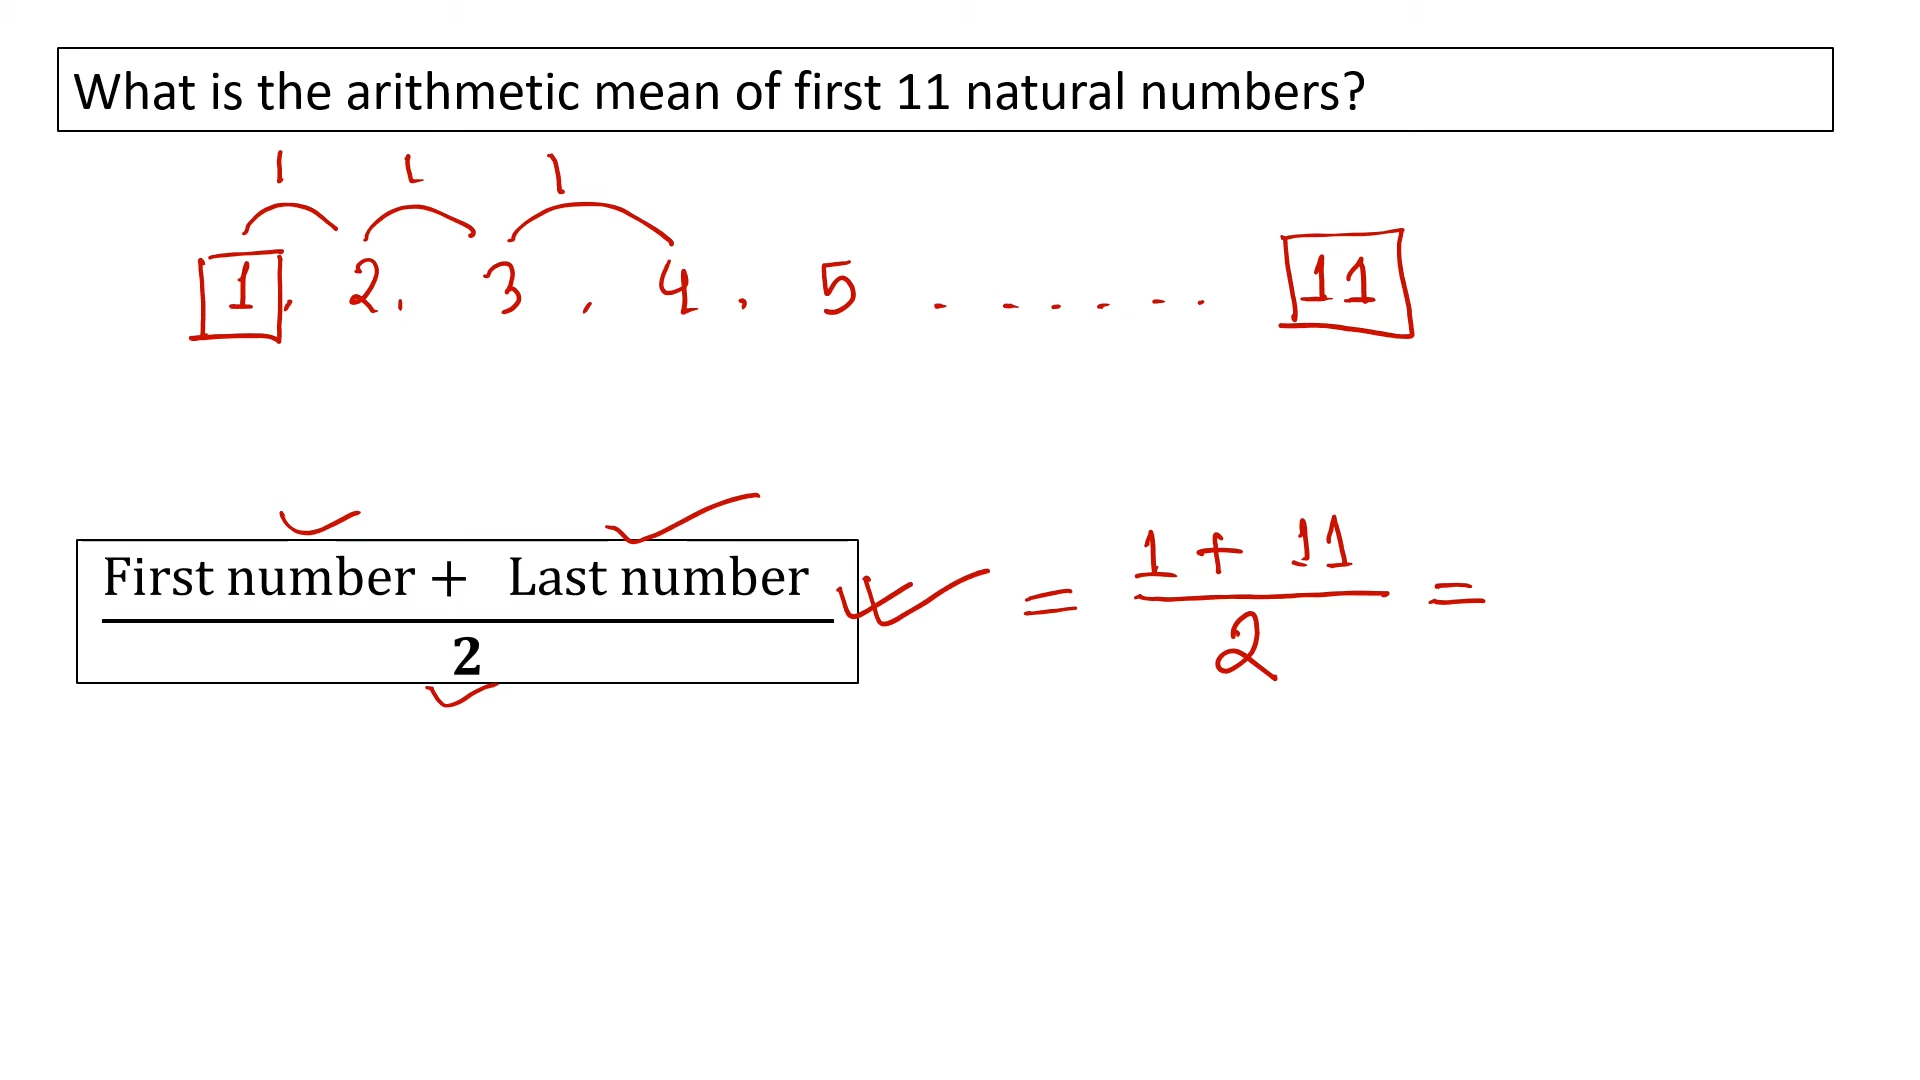 What is the arithmetic mean of first 11 natural numbers?
1 1 1
1, 2, 3, 4, 5 ....... 11
First number + Last number
2
= 1 + 11 =
2